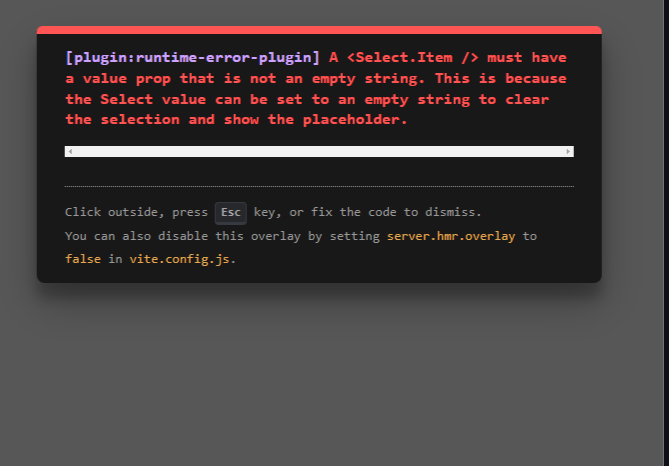 [plugin:runtime-error-plugin] A <Select.Item /> must have
a value prop that is not an empty string. This is because
the Select value can be set to an empty string to clear
the selection and show the placeholder.
Click outside, press Esc key, or fix the code to dismiss.
You can also disable this overlay by setting server.hmr.overlay to
false in vite.config.js.